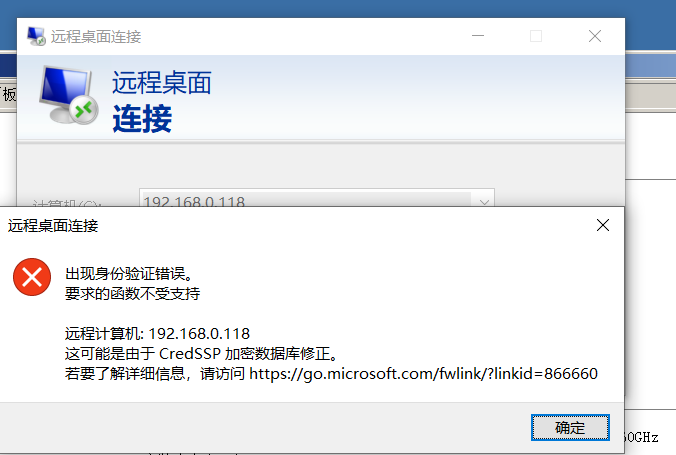 远程桌面连接
板
远程桌面
连接
计算机(C):
192.168.0.118
远程桌面连接
出现身份验证错误。
要求的函数不受支持
远程计算机: 192.168.0.118
这可能是由于 CredSSP 加密数据库修正。
若要了解详细信息，请访问 https://go.microsoft.com/fwlink/?linkid=866660
确定
60GHz